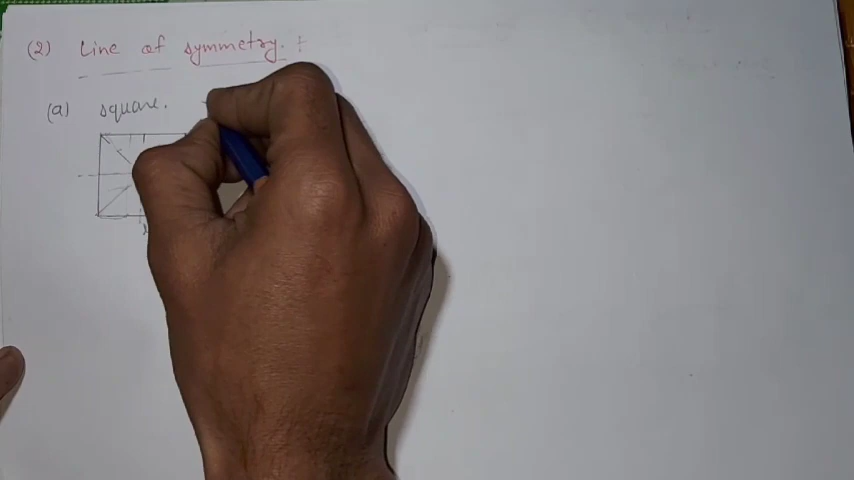 (2) Line of symmetry. :
(a) square.